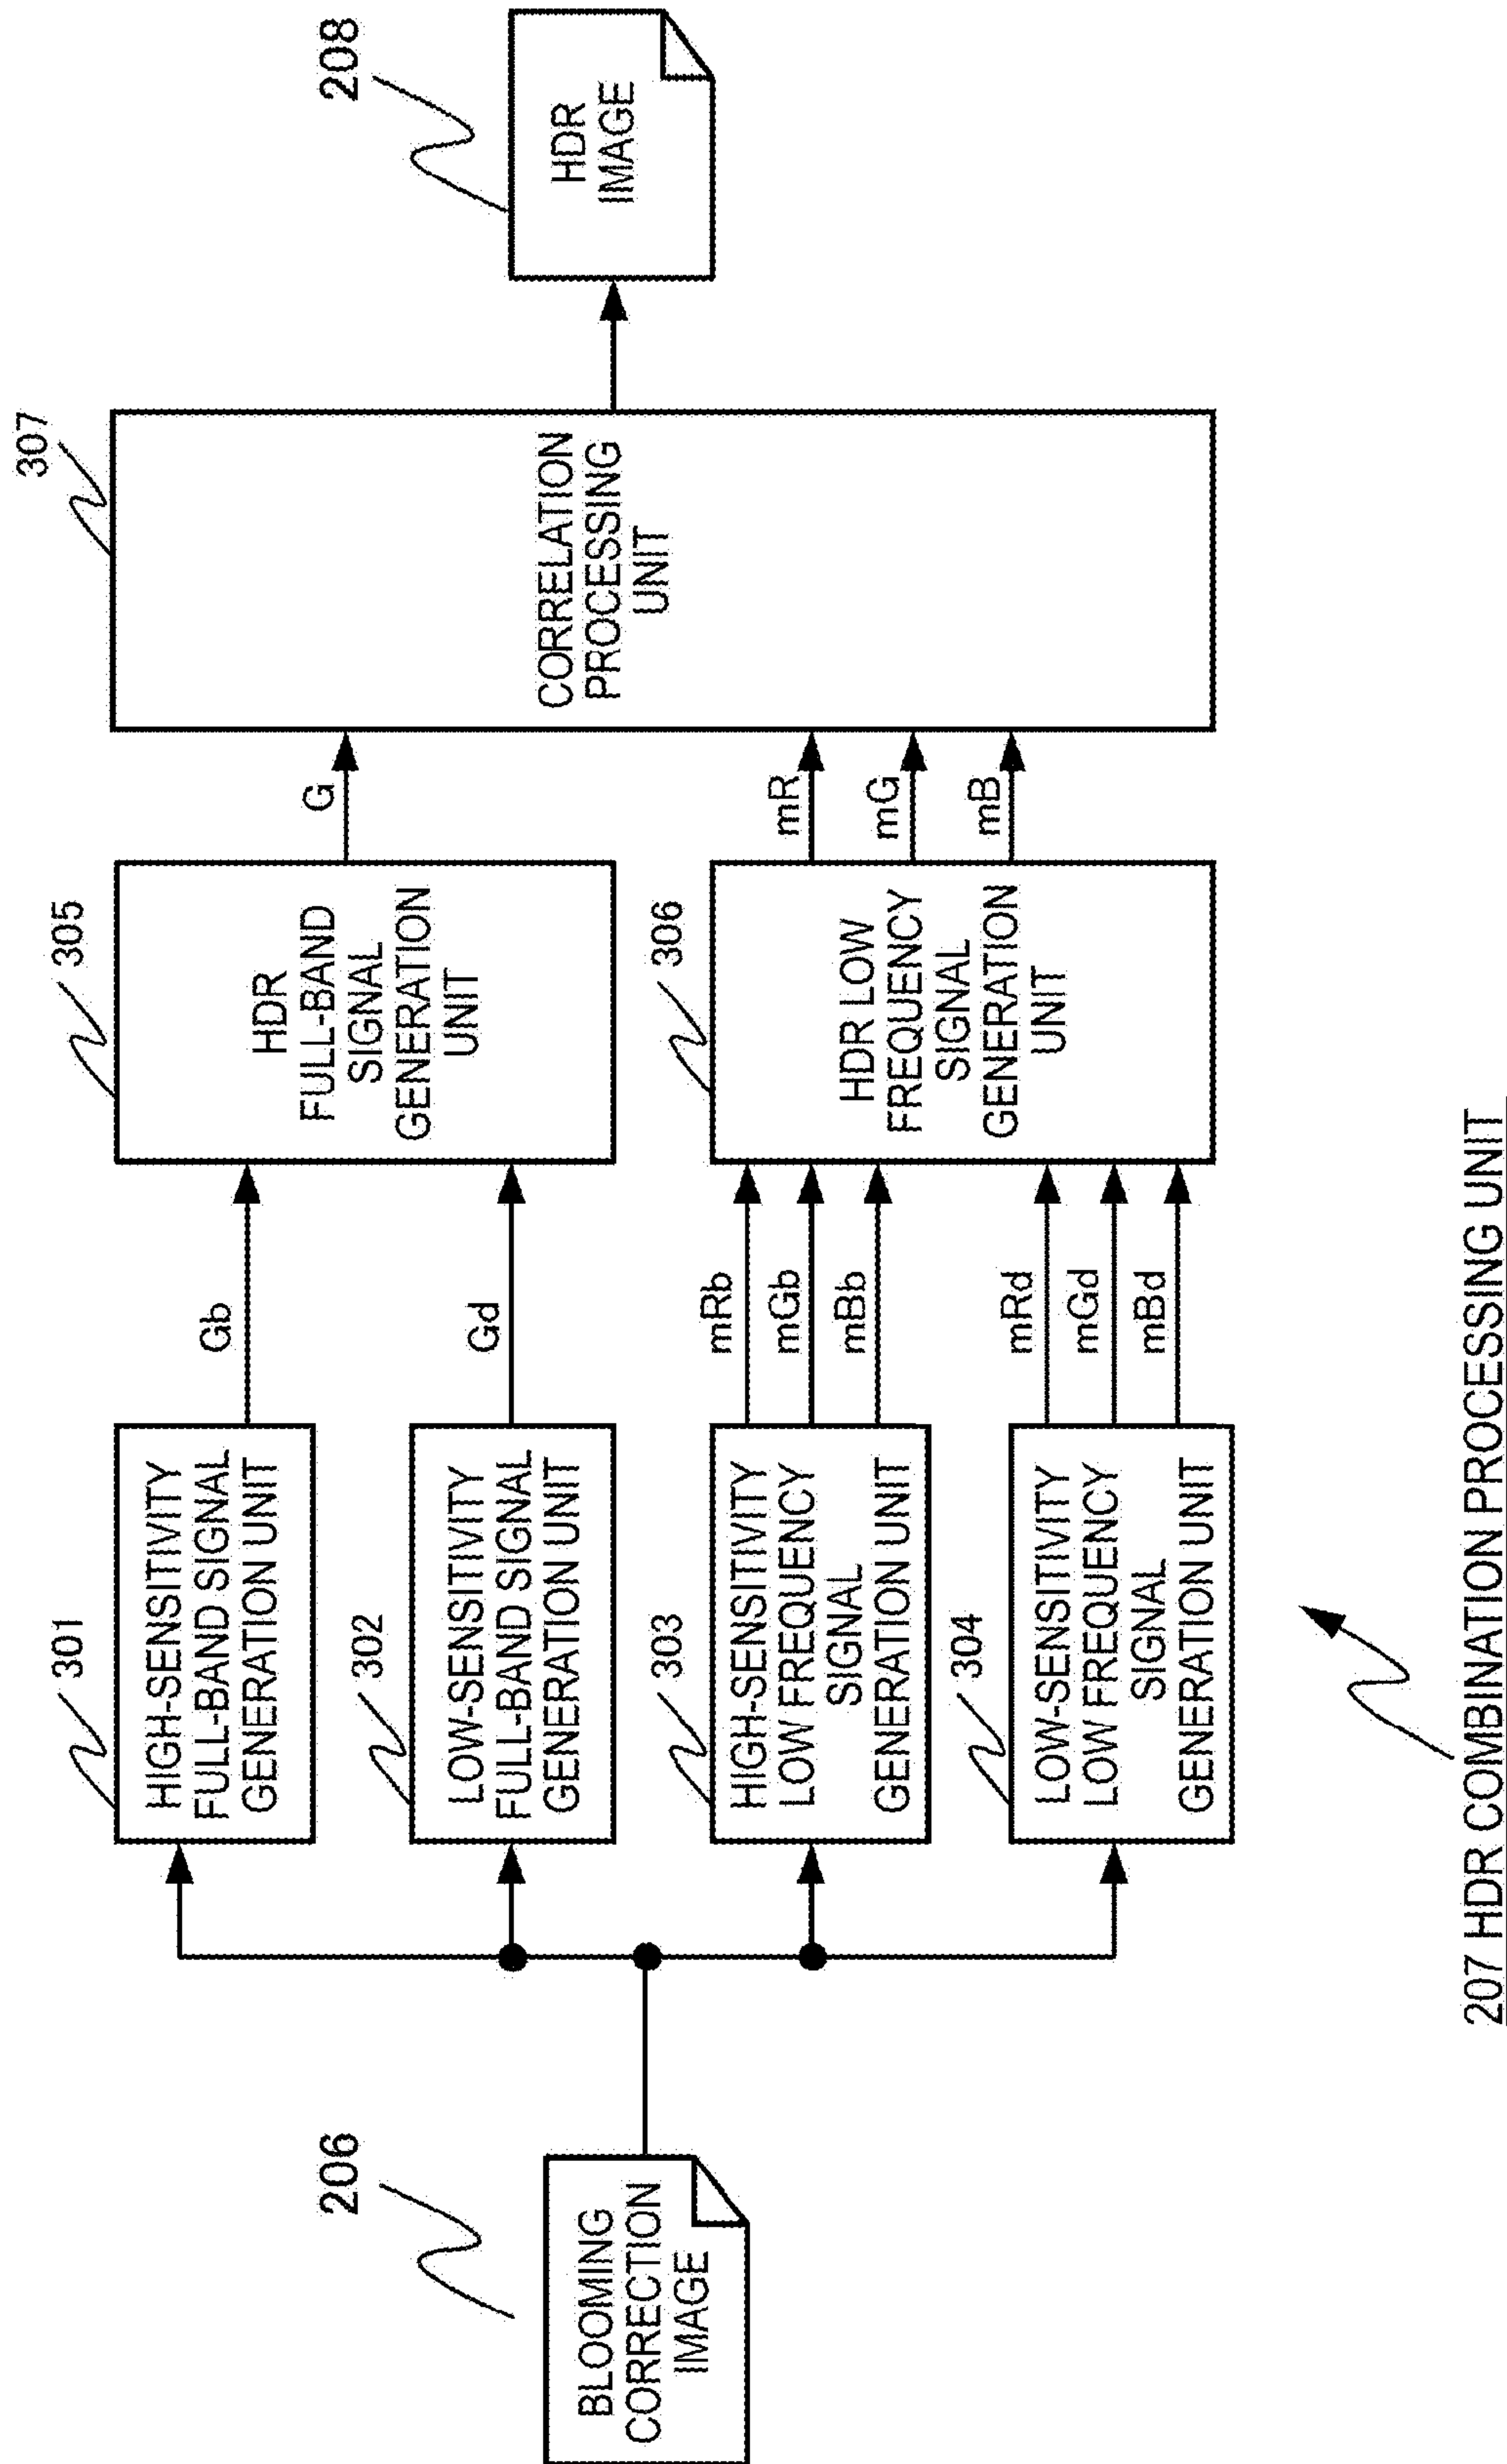 206
BLOOMING
CORRECTION
IMAGE
301
HIGH-SENSITIVITY
FULL-BAND SIGNAL
GENERATION UNIT
302
LOW-SENSITIVITY
FULL-BAND SIGNAL
GENERATION UNIT
303
HIGH-SENSITIVITY
LOW FREQUENCY
SIGNAL
GENERATION UNIT
304
LOW-SENSITIVITY
LOW FREQUENCY
SIGNAL
GENERATION UNIT
Gb
Gd
mRb
mGb
mBb
mRd
mGd
mBd
305
HDR
FULL-BAND
SIGNAL
GENERATION
UNIT
306
HDR LOW
FREQUENCY
SIGNAL
GENERATION
UNIT
G
mR
mG
mB
307
CORRELATION
PROCESSING
UNIT
208
HDR
IMAGE
207 HDR COMBINATION PROCESSING UNIT